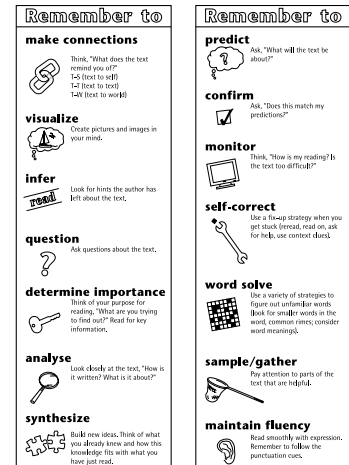 Remember to
make connections
Think, "What does the text
remind you of?"
T–S (text to self)
T–T (text to text)
T–W (text to world)
visualize
Create pictures and images in
your mind.
infer
read
Look for hints the author has
left about the text.
question
Ask questions about the text.
determine importance
Think of your purpose for
reading, "What are you trying
to find out?" Read for key
information.
analyse
Look closely at the text, "How is
it written? What is it about?"
synthesize
Build new ideas. Think of what
you already knew and how this
knowledge fits with what you
have just read.
Remember to
predict
Ask, "What will the text be
about?"
confirm
Ask, "Does this match my
predictions?"
monitor
Think, "How is my reading? Is
the text too difficult?"
self-correct
Use a fix-up strategy when you
get stuck (reread, read on, ask
for help, use context clues).
word solve
Use a variety of strategies to
figure out unfamiliar words
(look for smaller words in the
word, common rimes; consider
word meanings).
sample/gather
Pay attention to parts of the
text that are helpful.
maintain fluency
Read smoothly with expression.
Remember to follow the
punctuation cues.